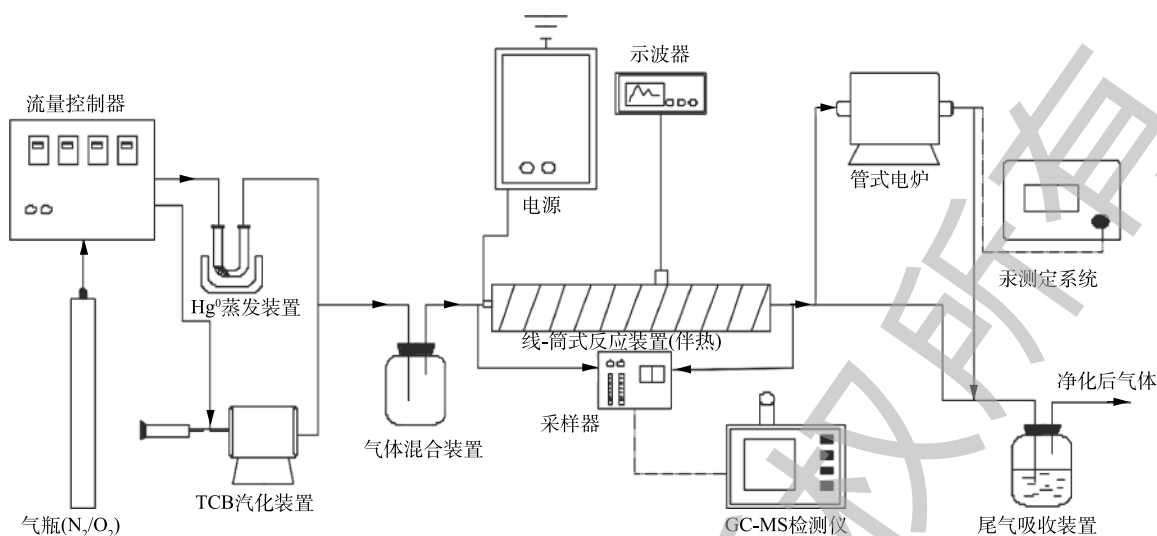 示波器
流量控制器
管式电炉
电源
汞测定系统
Hg⁰蒸发装置
线-筒式反应装置(伴热)
净化后气体
采样器
气体混合装置
TCB汽化装置
气瓶(N₂/O₂)
GC-MS检测仪
尾气吸收装置
权所有